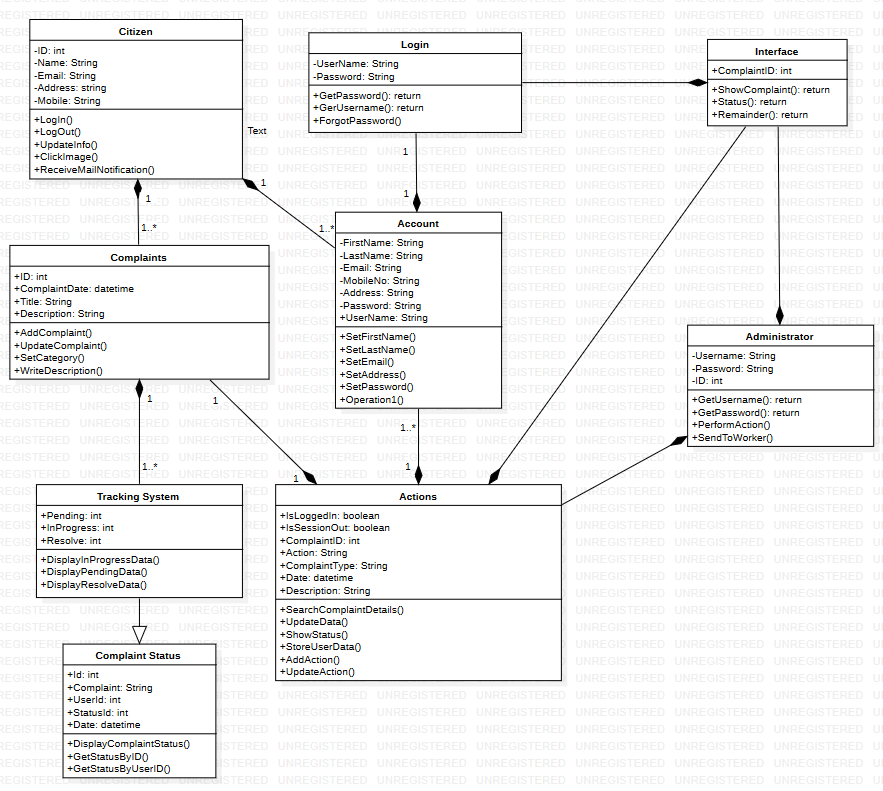 Citizen
-ID: int
-Name: String
-Email: String
-Address: string
-Mobile: String
+LogIn()
+LogOut()
+UpdateInfo()
+ClickImage()
+ReceiveMailNotification()
Text
Login
-UserName: String
-Password: String
+GetPassword(): return
+GerUsername(): return
+ForgotPassword()
Interface
+ComplaintID: int
+ShowComplaint(): return
+Status(): return
+Remainder(): return
1
1..*
1
1..*
1
1
Complaints
+ID: int
+ComplaintDate: datetime
+Title: String
+Description: String
+AddComplaint()
+UpdateComplaint()
+SetCategory()
+WriteDescription()
Account
-FirstName: String
-LastName: String
-Email: String
-MobileNo: String
-Address: String
-Password: String
+UserName: String
+SetFirstName()
+SetLastName()
+SetEmail()
+SetAddress()
+SetPassword()
+Operation1()
Administrator
-Username: String
-Password: String
-ID: int
+GetUsername(): return
+GetPassword(): return
+PerformAction()
+SendToWorker()
1
1..*
1
1
1..*
1
Tracking System
+Pending: int
+InProgress: int
+Resolve: int
+DisplayInProgressData()
+DisplayPendingData()
+DisplayResolveData()
Actions
+IsLoggedIn: boolean
+IsSessionOut: boolean
+ComplaintID: int
+Action: String
+ComplaintType: String
+Date: datetime
+Description: String
+SearchComplaintDetails()
+UpdateData()
+ShowStatus()
+StoreUserData()
+AddAction()
+UpdateAction()
Complaint Status
+Id: int
+Complaint: String
+UserId: int
+StatusId: int
+Date: datetime
+DisplayComplaintStatus()
+GetStatusByID()
+GetStatusByUserID()
UNREGISTERED